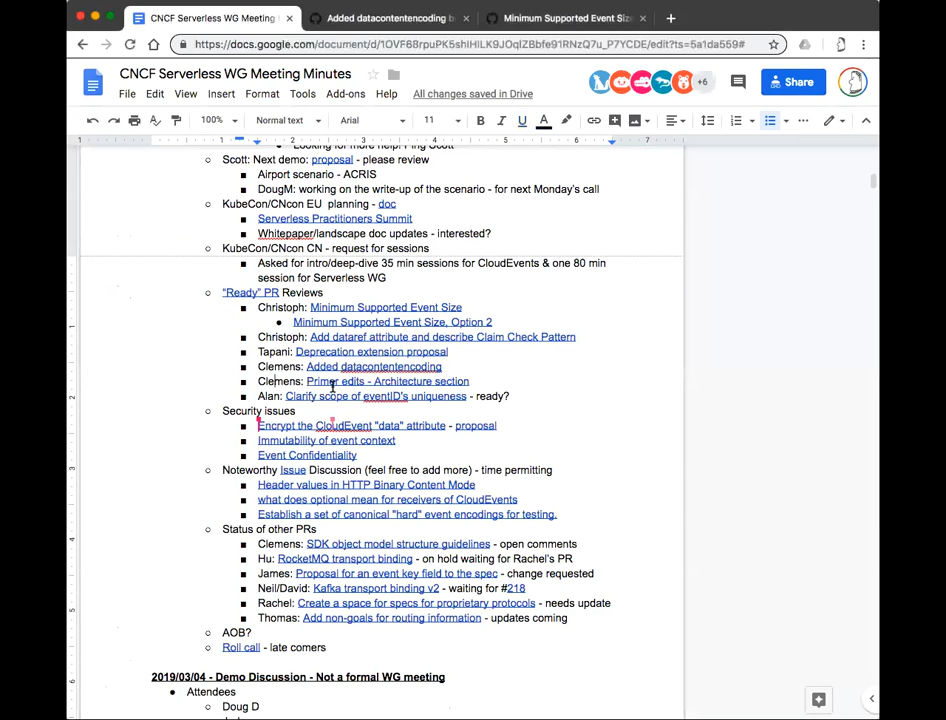 CNCF Serverless WG Meeting
Added datacontentencoding b
Minimum Supported Event Siz
https://docs.google.com/document/d/1OVF68rpuPK5shIHILK9JOqlZBbfe91RNzQ7u_P7YCDE/edit?ts=5a1da559#
CNCF Serverless WG Meeting Minutes
+6
Share
File Edit View Insert Format Tools Add-ons Help All changes saved in Drive
100% Normal text Arial 11 B I U A
1 1 2 3 4 5 6 7
Scott: Next demo: proposal - please review
Airport scenario - ACRIS
DougM: working on the write-up of the scenario - for next Monday's call
KubeCon/CNcon EU planning - doc
Serverless Practitioners Summit
Whitepaper/landscape doc updates - interested?
KubeCon/CNcon CN - request for sessions
Asked for intro/deep-dive 35 min sessions for CloudEvents & one 80 min
session for Serverless WG
"Ready" PR Reviews
Christoph: Minimum Supported Event Size
Minimum Supported Event Size, Option 2
Christoph: Add dataref attribute and describe Claim Check Pattern
Tapani: Deprecation extension proposal
Clemens: Added datacontentencoding
Clemens: Primer edits - Architecture section
Alan: Clarify scope of eventID's uniqueness - ready?
Security issues
Encrypt the CloudEvent "data" attribute - proposal
Immutability of event context
Event Confidentiality
Noteworthy Issue Discussion (feel free to add more) - time permitting
Header values in HTTP Binary Content Mode
what does optional mean for receivers of CloudEvents
Establish a set of canonical "hard" event encodings for testing.
Status of other PRs
Clemens: SDK object model structure guidelines - open comments
Hu: RocketMQ transport binding - on hold waiting for Rachel's PR
James: Proposal for an event key field to the spec - change requested
Neil/David: Kafka transport binding v2 - waiting for #218
Rachel: Create a space for specs for proprietary protocols - needs update
Thomas: Add non-goals for routing information - updates coming
AOB?
Roll call - late comers
2019/03/04 - Demo Discussion - Not a formal WG meeting
Attendees
Doug D